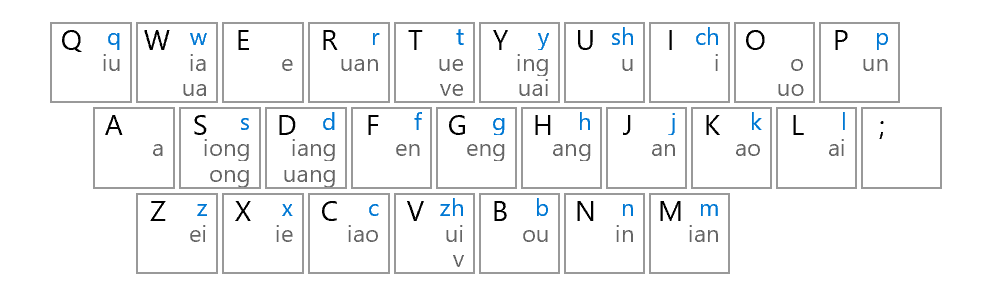 Q q W w E R r T t Y y U sh I ch O P p
iu ia e uan ue ing u i o un
ua ve uai uo
A S s D d F f G g H h J j K k L l ;
a iong iang en eng ang an ao ai
ong uang
Z z X x C c V zh B b N n M m
ei ie iao ui ou in ian
v